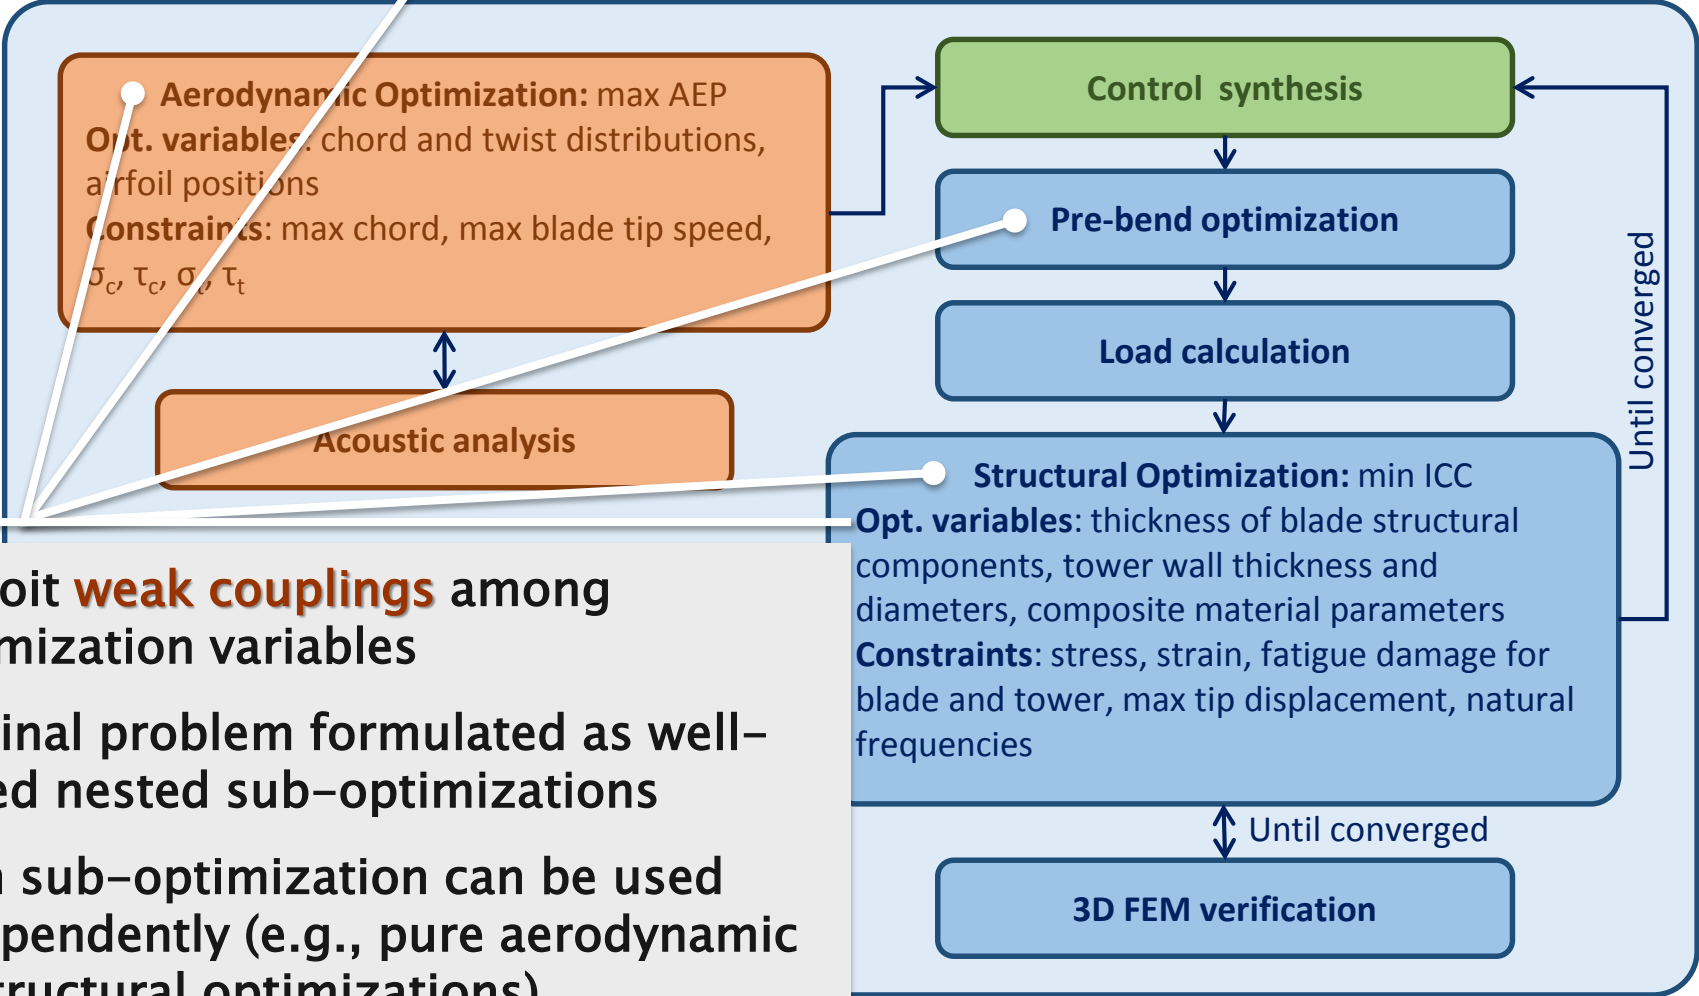 Aerodynamic Optimization: max AEP
Opt. variables: chord and twist distributions,
airfoil positions
Constraints: max chord, max blade tip speed,
σc, τc, σt, τt
Acoustic analysis
Control synthesis
Pre-bend optimization
Load calculation
Structural Optimization: min ICC
Opt. variables: thickness of blade structural
components, tower wall thickness and
diameters, composite material parameters
Constraints: stress, strain, fatigue damage for
blade and tower, max tip displacement, natural
frequencies
Until converged
Until converged
3D FEM verification
oit weak couplings among
mization variables
inal problem formulated as well-
ed nested sub-optimizations
sub-optimization can be used
pendently (e.g., pure aerodynamic
tructural optimizations)